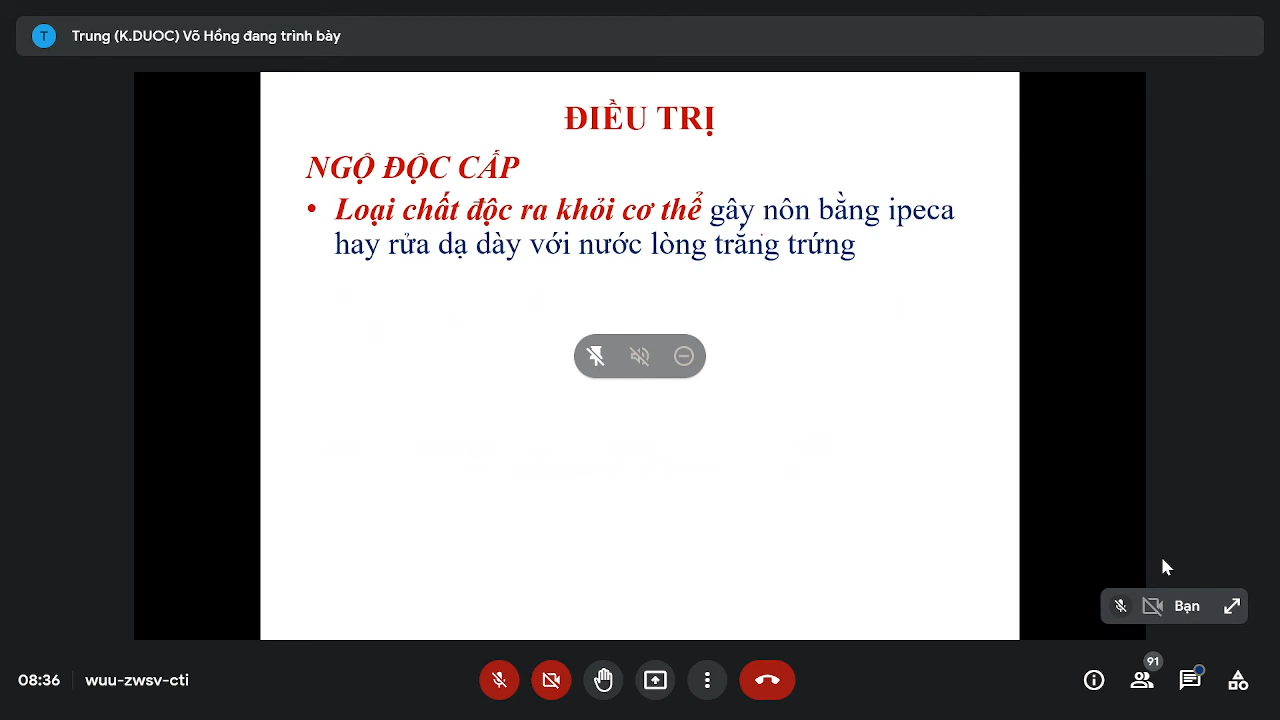 T
Trung (K.DUOC) Võ Hồng đang trình bày
ĐIỀU TRỊ
NGỘ ĐỘC CẤP
• Loại chất độc ra khỏi cơ thể gây nôn bằng ipeca
hay rửa dạ dày với nước lòng trắng trứng
Bạn
08:36
wuu-zwsv-cti
91